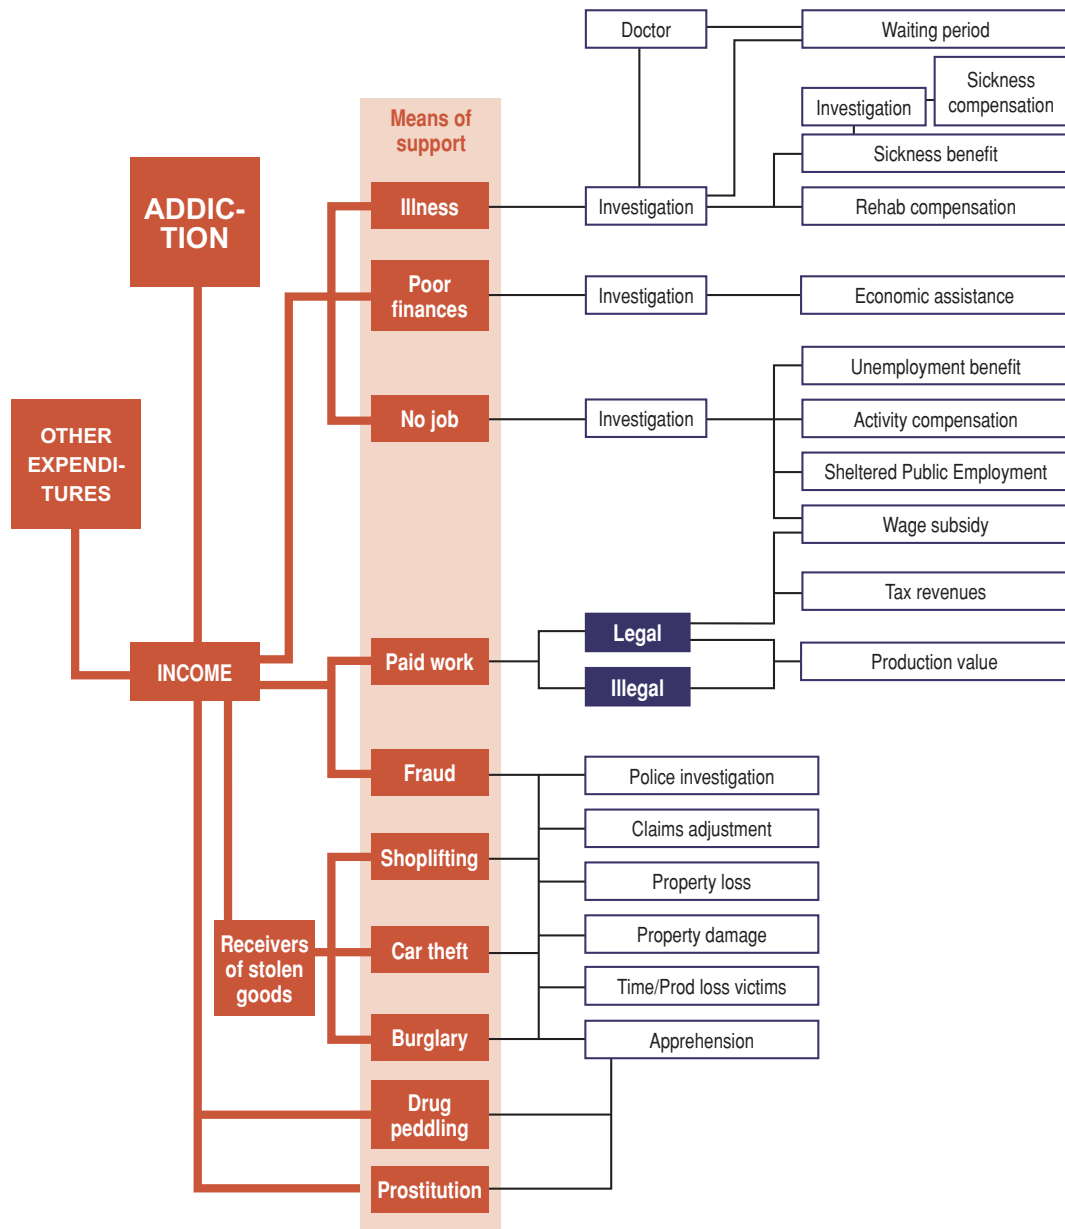 Doctor
Waiting period
Sickness
compensation
Investigation
Means of
support
Sickness benefit
ADDIC-
TION
Illness
Investigation
Rehab compensation
Poor
finances
Investigation
Economic assistance
Unemployment benefit
No job
Investigation
Activity compensation
OTHER
EXPENDI-
TURES
Sheltered Public Employment
Wage subsidy
Tax revenues
Legal
INCOME
Paid work
Production value
Illegal
Fraud
Police investigation
Claims adjustment
Shoplifting
Property loss
Receivers
of stolen
goods
Car theft
Property damage
Time/Prod loss victims
Burglary
Apprehension
Drug
peddling
Prostitution